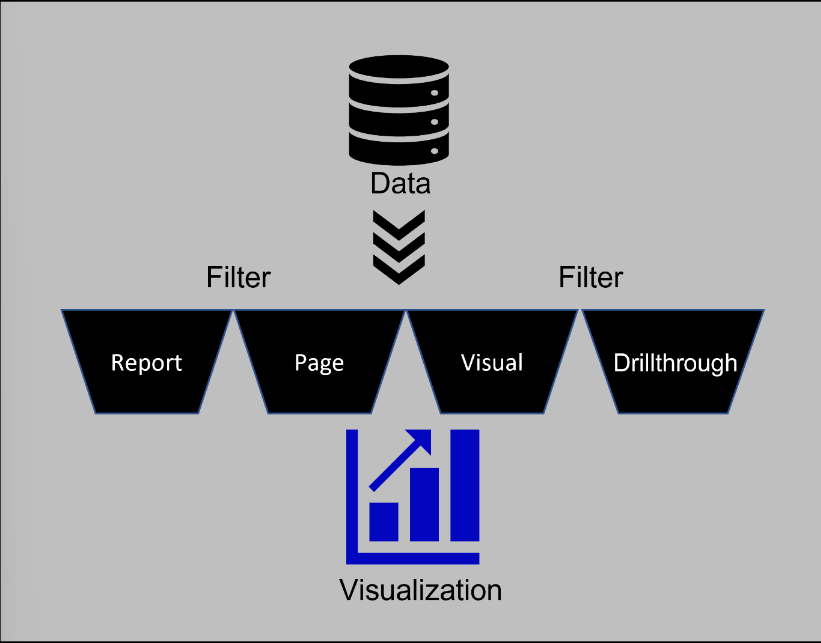 Data
Filter
Filter
Report
Page
Visual
Drillthrough
Visualization